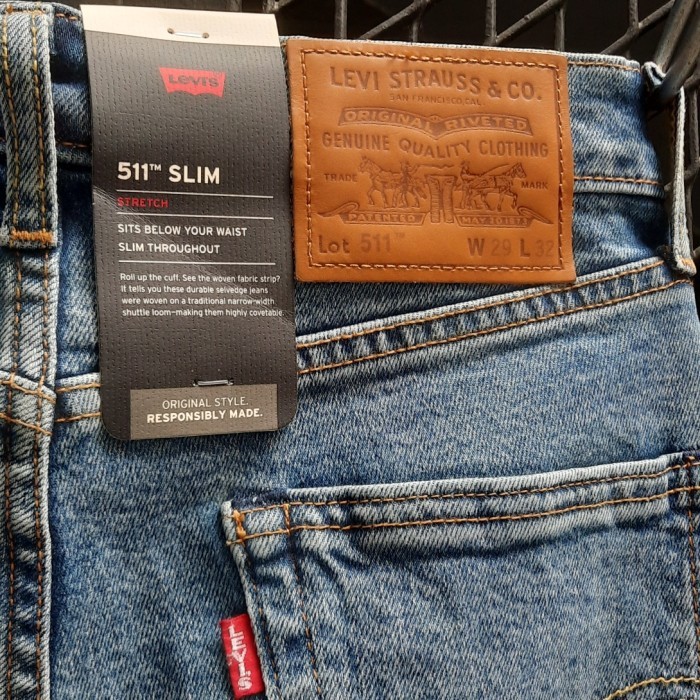 Levi's
511™ SLIM
STRETCH
SITS BELOW YOUR WAIST
SLIM THROUGHOUT
Roll up the cuff. See the woven fabric strip?
It tells you these durable selvedge jeans
were woven on a traditional narrow-width
shuttle loom—making them highly covetable.
ORIGINAL STYLE.
RESPONSIBLY MADE.
LEVI STRAUSS & CO.
SAN FRANCISCO, CAL
ORIGINAL RIVETED
GENUINE QUALITY CLOTHING
TRADE MARK
PATENTED MAY 20 1873
Lot 511™ W 29 L 32
LEVI'S